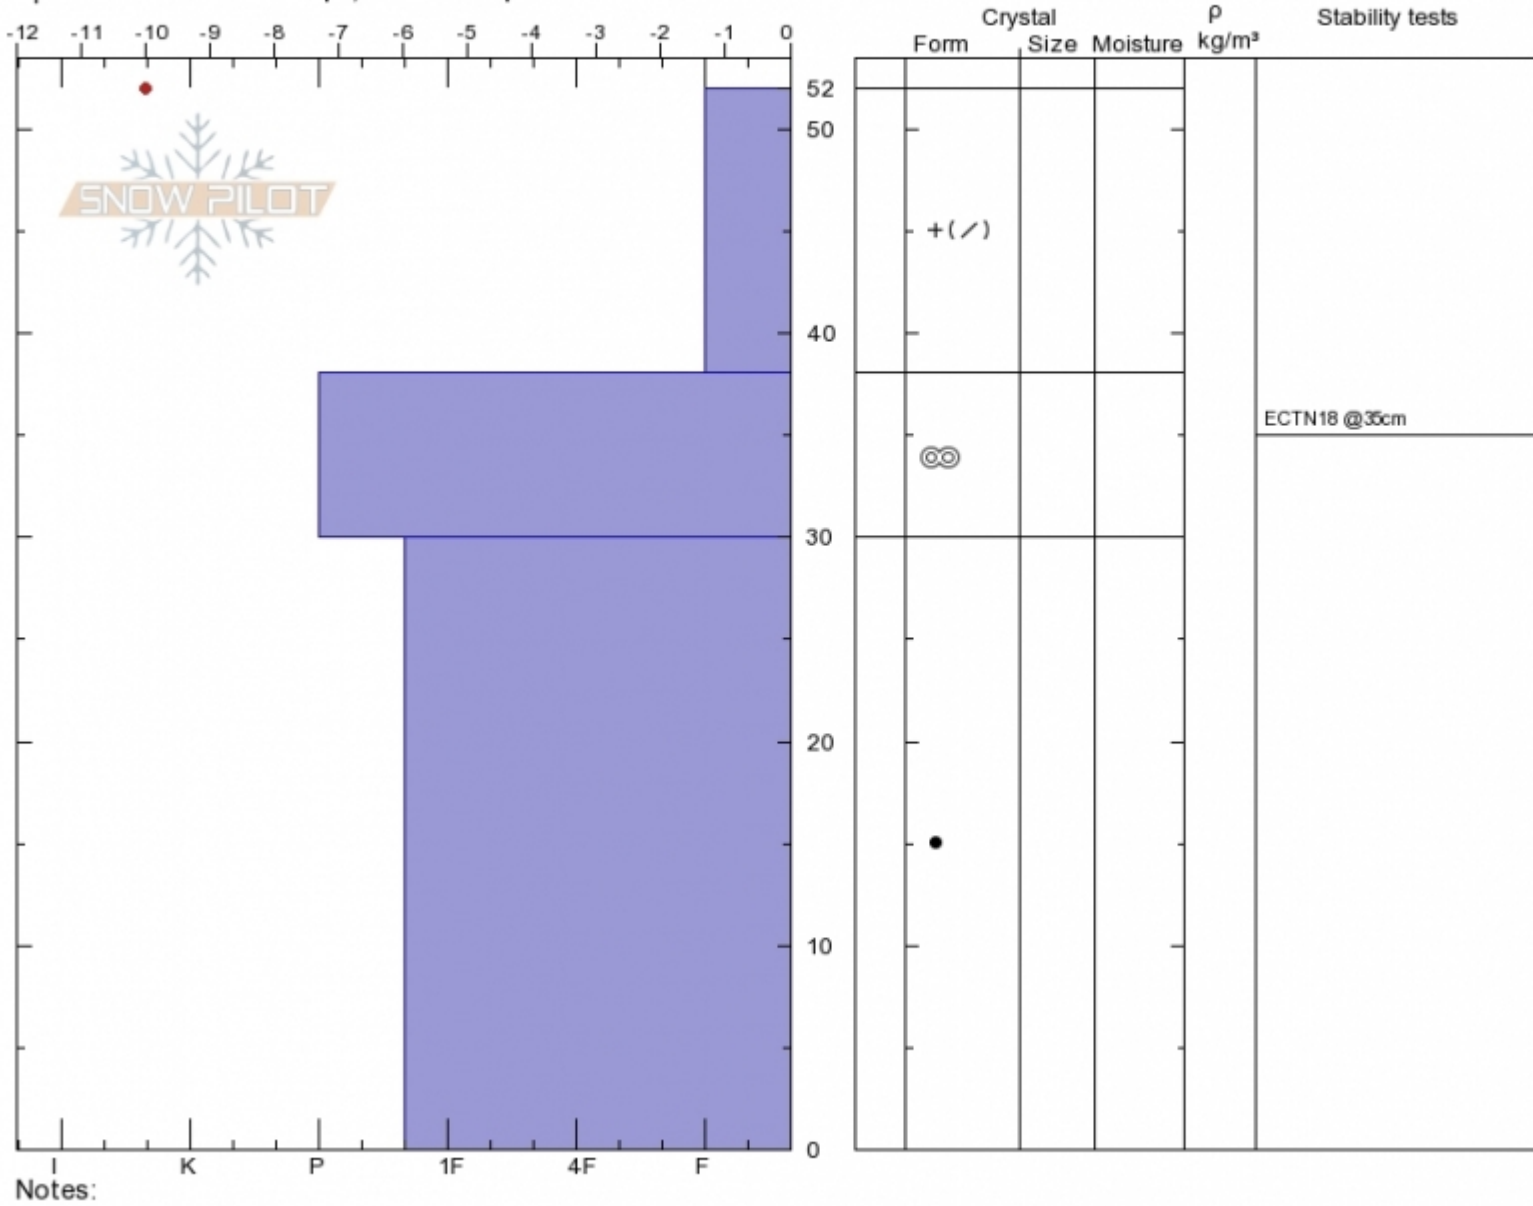 Crystal ρ Stability tests
-12 -11 -10 -9 -8 -7 -6 -5 -4 -3 -2 -1 0 Form Size Moisture kg/m³
52
50
SNOW PILOT
+(/)
40
ECTN18 @35cm
30
20
10
0
I K P 1F 4F F
Notes: